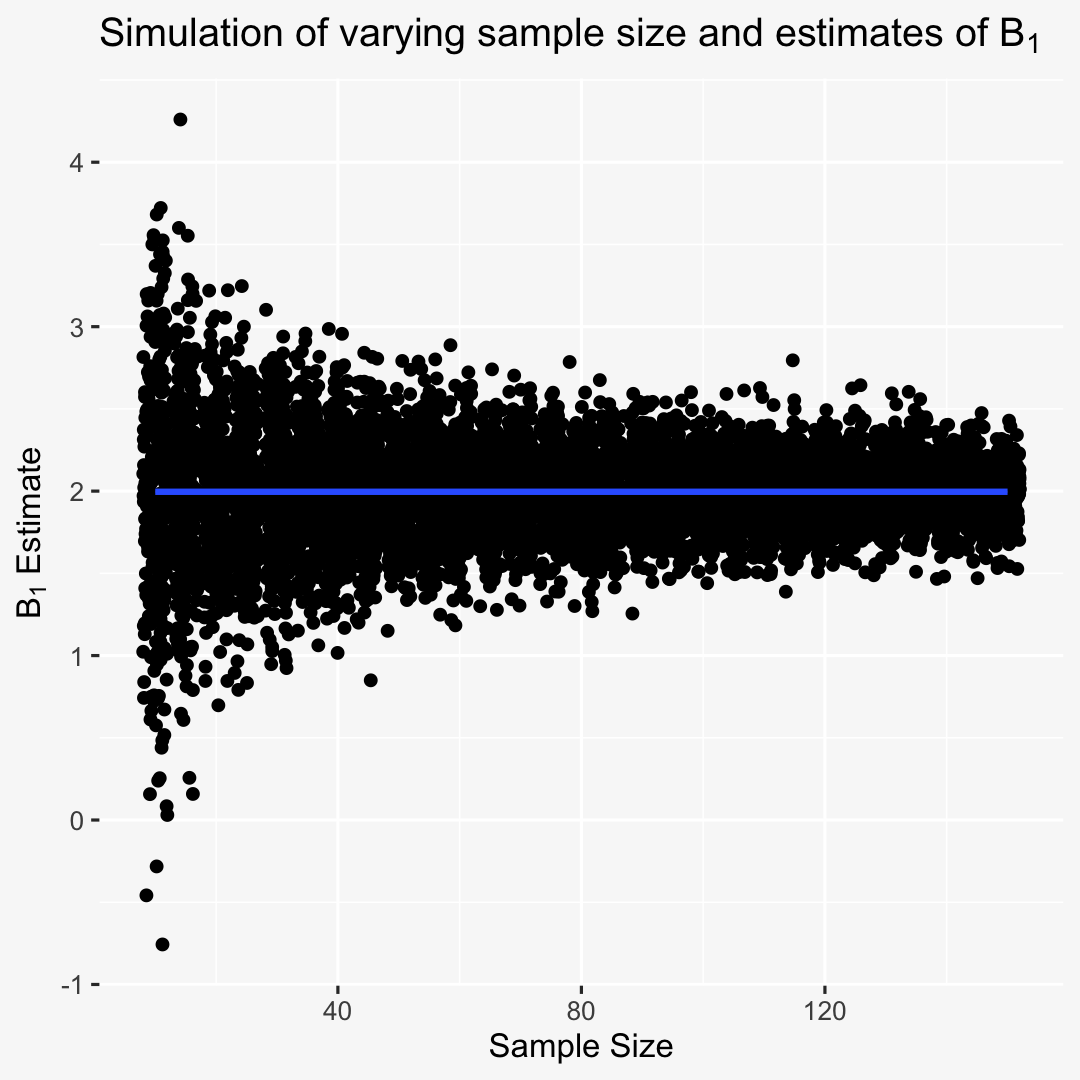 Simulation of varying sample size and estimates of B₁
4
3
2
1
0
-1
B₁ Estimate
40 80 120
Sample Size